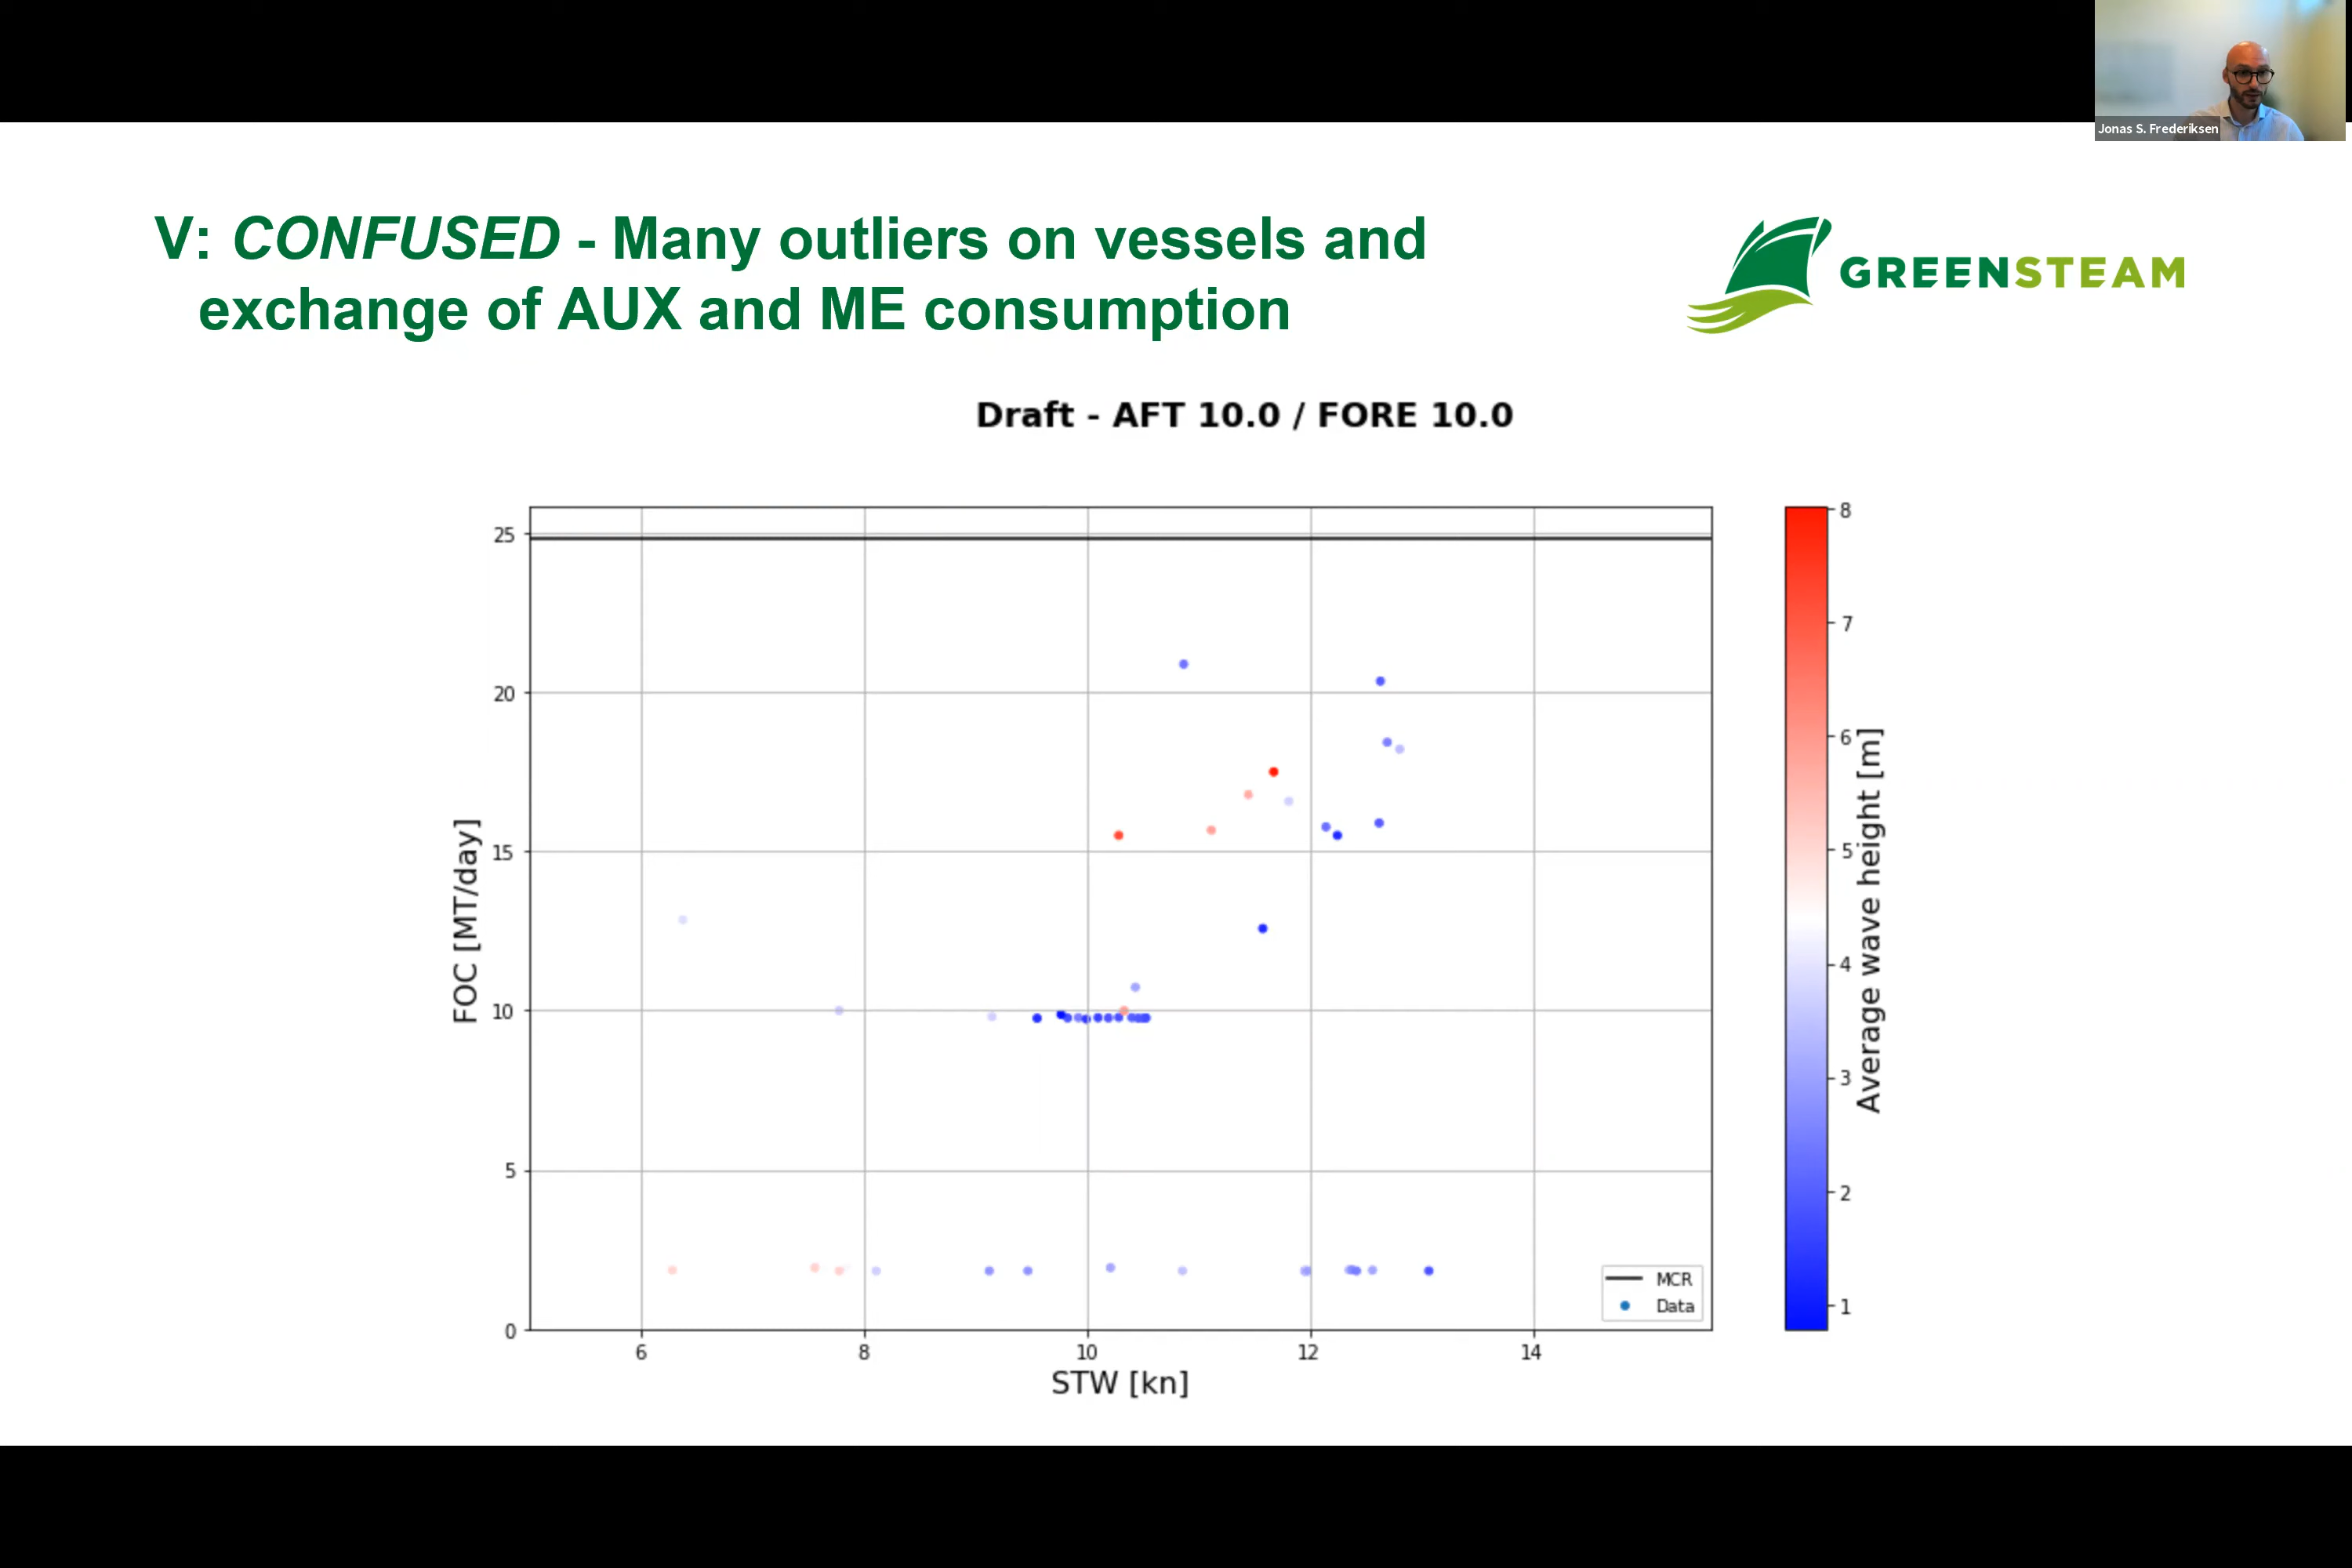 Jonas S. Frederiksen
V: CONFUSED - Many outliers on vessels and
exchange of AUX and ME consumption
GREENSTEAM
Draft - AFT 10.0 / FORE 10.0
FOC [MT/day]
25
20
15
10
5
0
6
8
10
12
14
STW [kn]
MCR
Data
8
7
6
5
4
3
2
1
Average wave height [m]